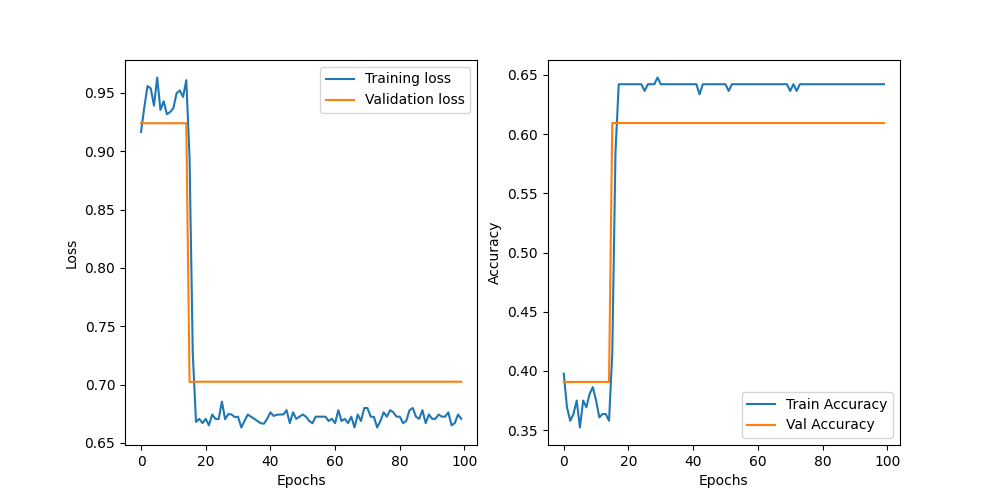 Loss
0.95
0.90
0.85
0.80
0.75
0.70
0.65
0 20 40 60 80 100
Epochs
Training loss
Validation loss
Accuracy
0.65
0.60
0.55
0.50
0.45
0.40
0.35
0 20 40 60 80 100
Epochs
Train Accuracy
Val Accuracy